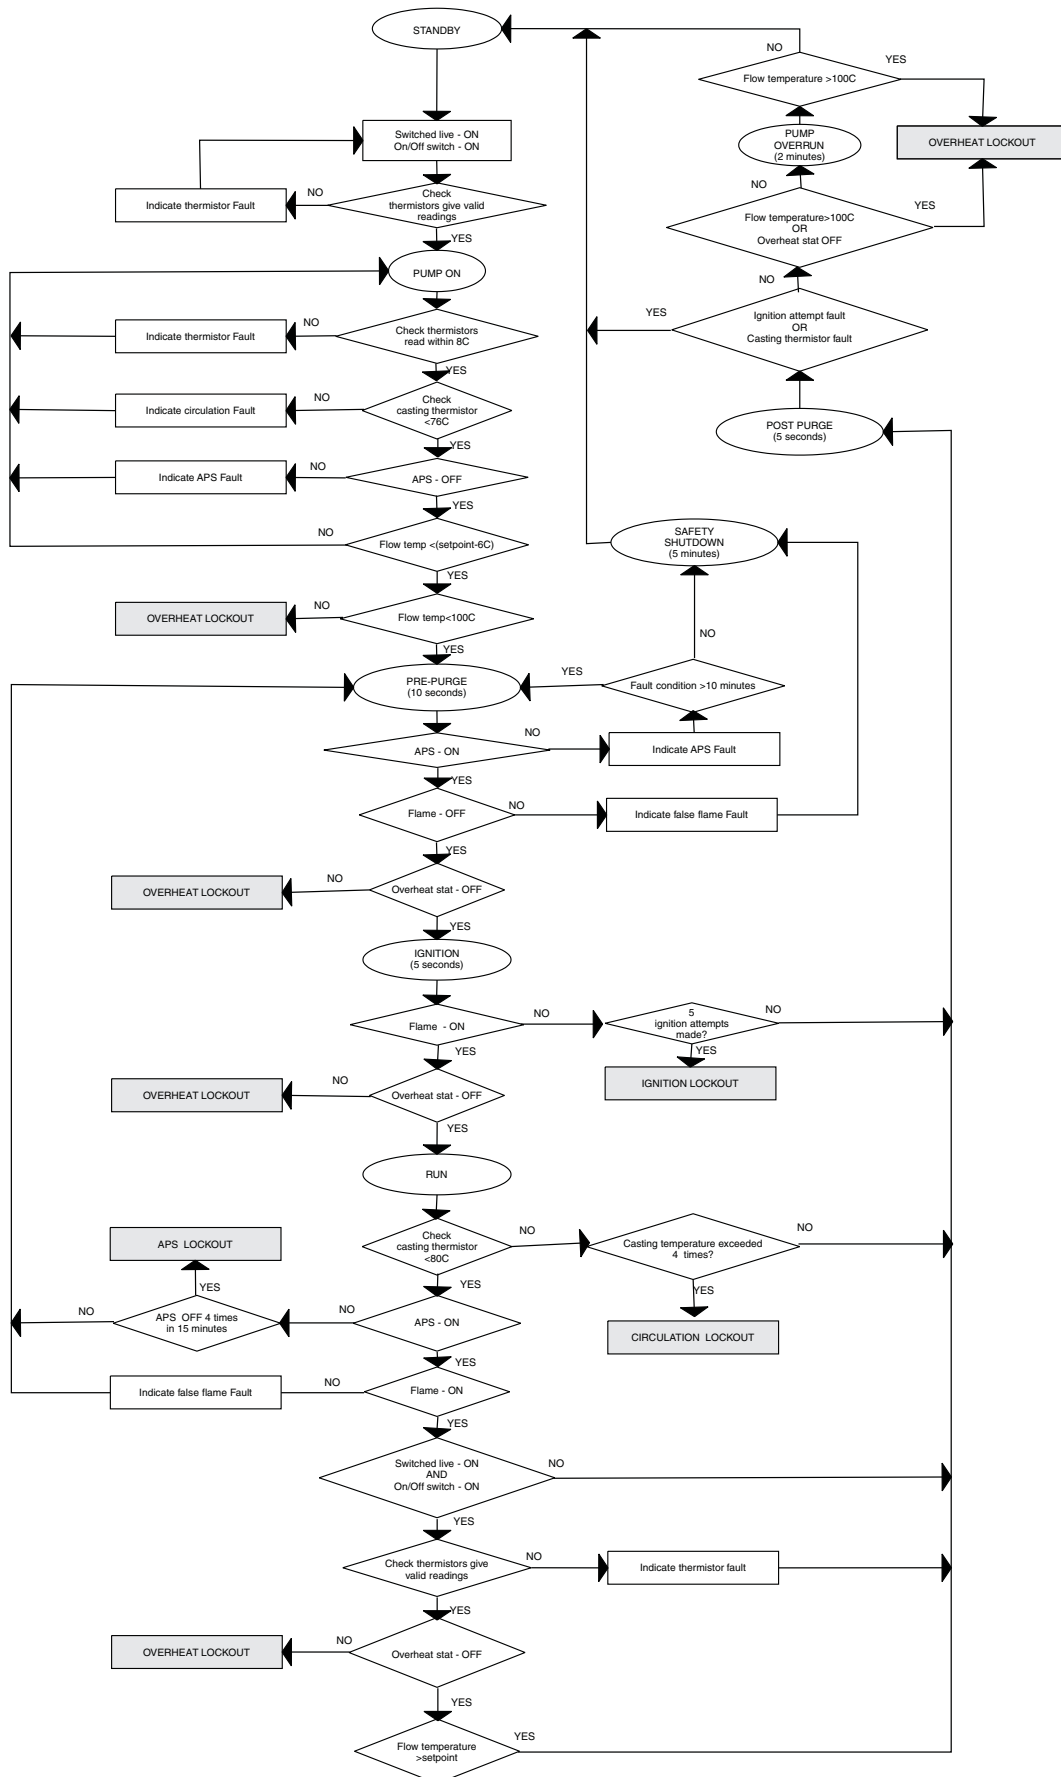 STANDBY
NO
YES
Flow temperature >100C
Switched live - ON
On/Off switch - ON
PUMP
OVERRUN
(2 minutes)
OVERHEAT LOCKOUT
NO
Indicate thermistor Fault
Check
thermistors give valid
readings
YES
NO
YES
Flow temperature>100C
OR
Overheat stat OFF
PUMP ON
NO
YES
Ignition attempt fault
OR
Casting thermistor fault
NO
Indicate thermistor Fault
Check thermistors
read within 8C
YES
NO
Indicate circulation Fault
Check
casting thermistor
<76C
YES
POST PURGE
(5 seconds)
NO
Indicate APS Fault
APS - OFF
YES
NO
Flow temp <(setpoint-6C)
YES
SAFETY
SHUTDOWN
(5 minutes)
NO
OVERHEAT LOCKOUT
Flow temp<100C
YES
NO
YES
PRE-PURGE
(10 seconds)
Fault condition >10 minutes
NO
APS - ON
Indicate APS Fault
YES
NO
Flame - OFF
Indicate false flame Fault
YES
NO
OVERHEAT LOCKOUT
Overheat stat - OFF
YES
IGNITION
(5 seconds)
NO
Flame - ON
5
ignition attempts
made?
NO
YES
YES
NO
OVERHEAT LOCKOUT
Overheat stat - OFF
IGNITION LOCKOUT
YES
RUN
APS LOCKOUT
Check
casting thermistor
<80C
NO
Casting temperature exceeded
4 times?
NO
YES
YES
YES
NO
APS OFF 4 times
in 15 minutes
NO
APS - ON
CIRCULATION LOCKOUT
YES
Indicate false flame Fault
NO
Flame - ON
YES
Switched live - ON
AND
On/Off switch - ON
NO
YES
Check thermistors give
valid readings
NO
Indicate thermistor fault
YES
OVERHEAT LOCKOUT
NO
Overheat stat - OFF
YES
Flow temperature
>setpoint
YES